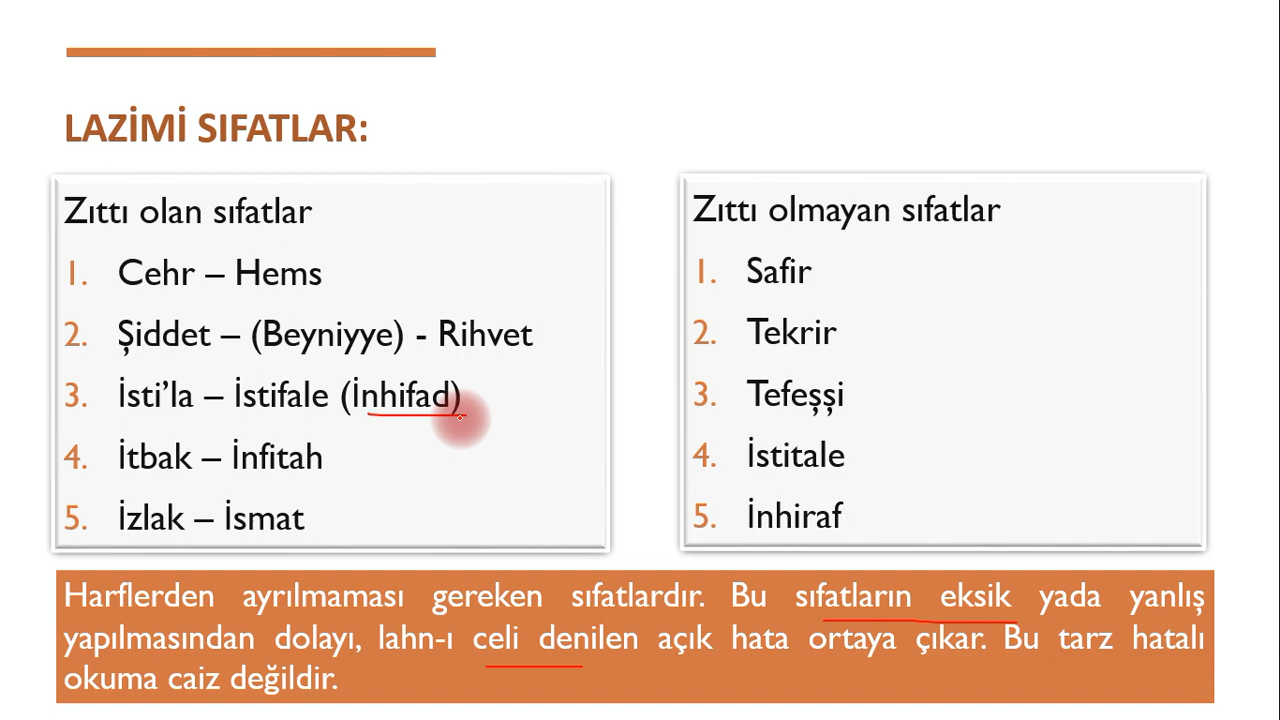 LAZİMİ SIFATLAR:
Zıttı olan sıfatlar
1. Cehr – Hems
2. Şiddet – (Beyniyye) - Rihvet
3. İsti’la – İstifale (İnhifad)
4. İtbak – İnfitah
5. İzlak – İsmat
Zıttı olmayan sıfatlar
1. Safir
2. Tekrir
3. Tefeşşi
4. İstitale
5. İnhiraf
Harflerden ayrılmaması gereken sıfatlardır. Bu sıfatların eksik yada yanlış
yapılmasından dolayı, lahn-ı celi denilen açık hata ortaya çıkar. Bu tarz hatalı
okuma caiz değildir.